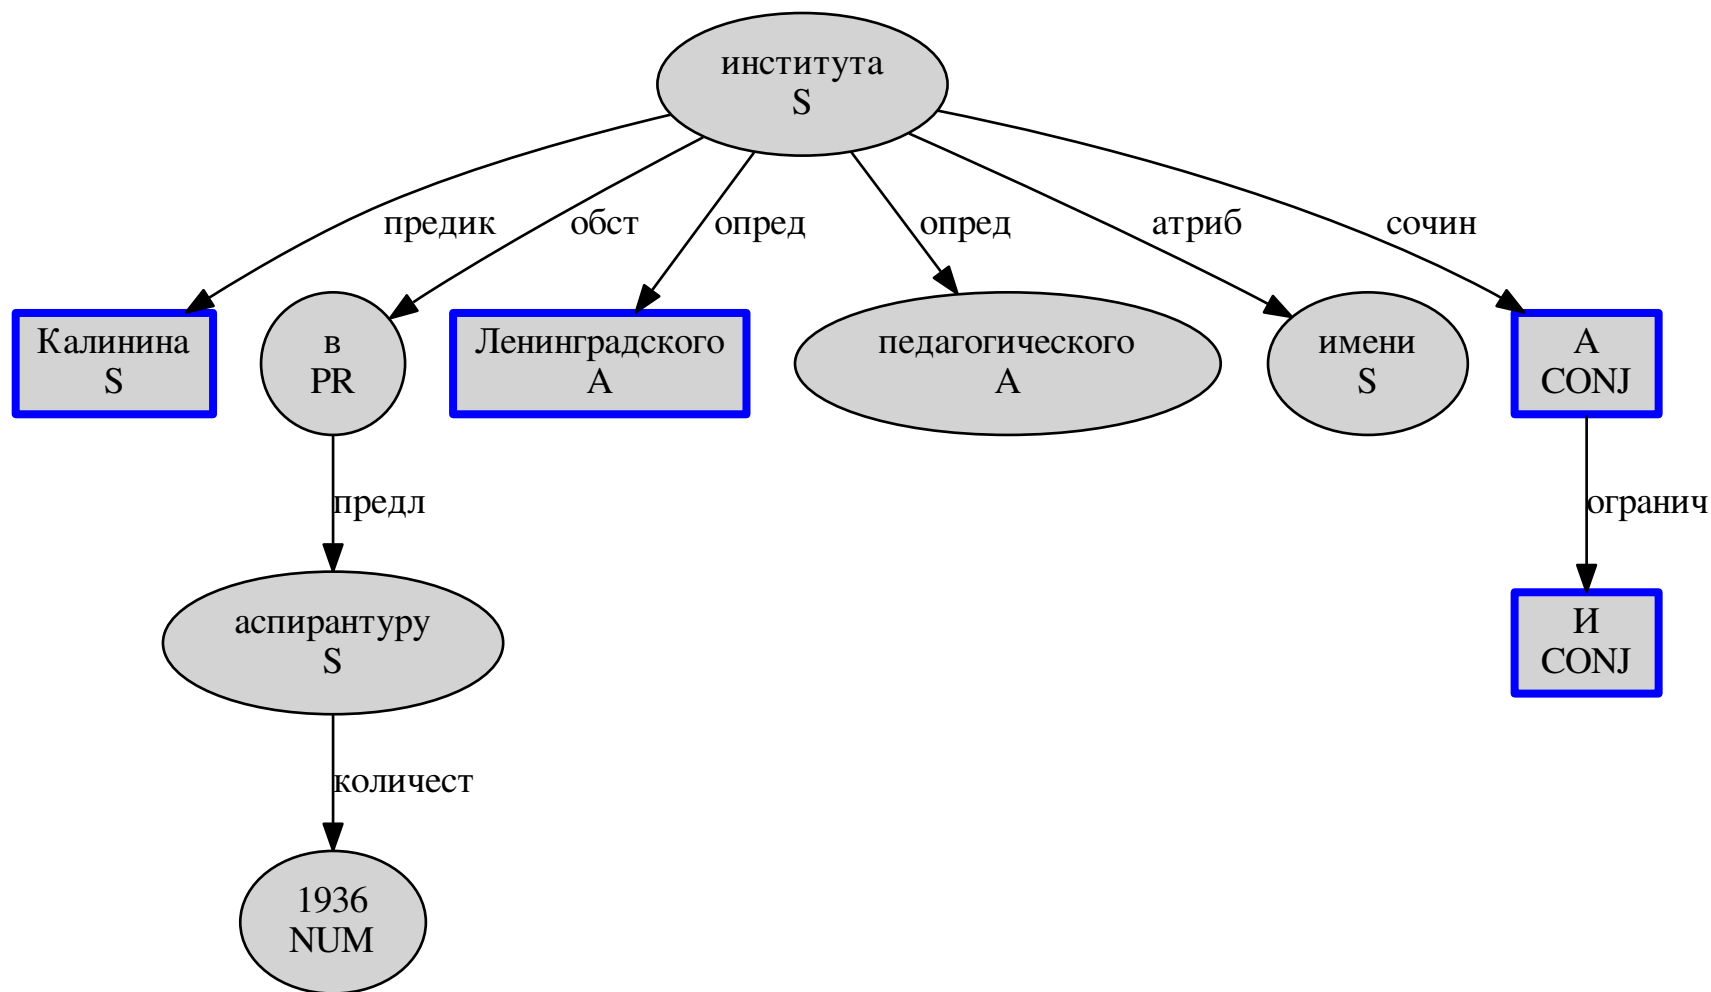 института
S
предик
обст
опред
опред
атриб
сочин
Калинина
S
в
PR
Ленинградского
A
педагогического
A
имени
S
А
CONJ
предл
огранич
аспирантуру
S
И
CONJ
количест
1936
NUM